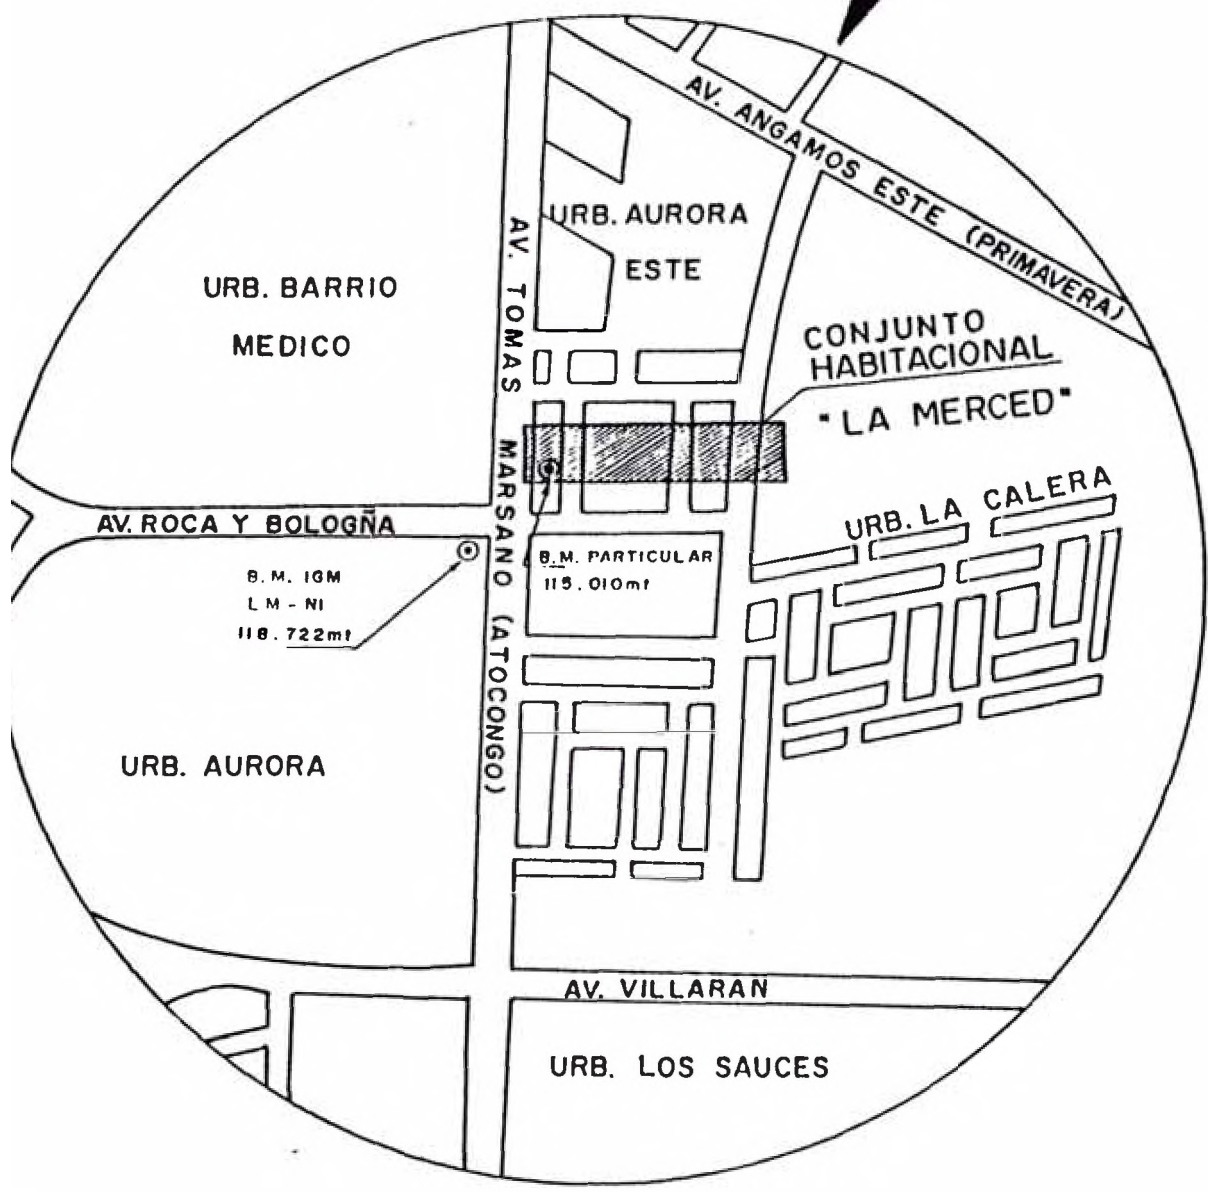 AV. ANGAMOS ESTE (PRIMAVERA)
URB. AURORA
ESTE
AV. TOMAS MARSANO (ATOCONGO)
URB. BARRIO
MEDICO
CONJUNTO
HABITACIONAL
"LA MERCED"
URB. LA CALERA
AV. ROCA Y BOLOGÑA
B.M. PARTICULAR
115.010mt
B.M. IGM
LM-N1
118.722mt
URB. AURORA
AV. VILLARAN
URB. LOS SAUCES